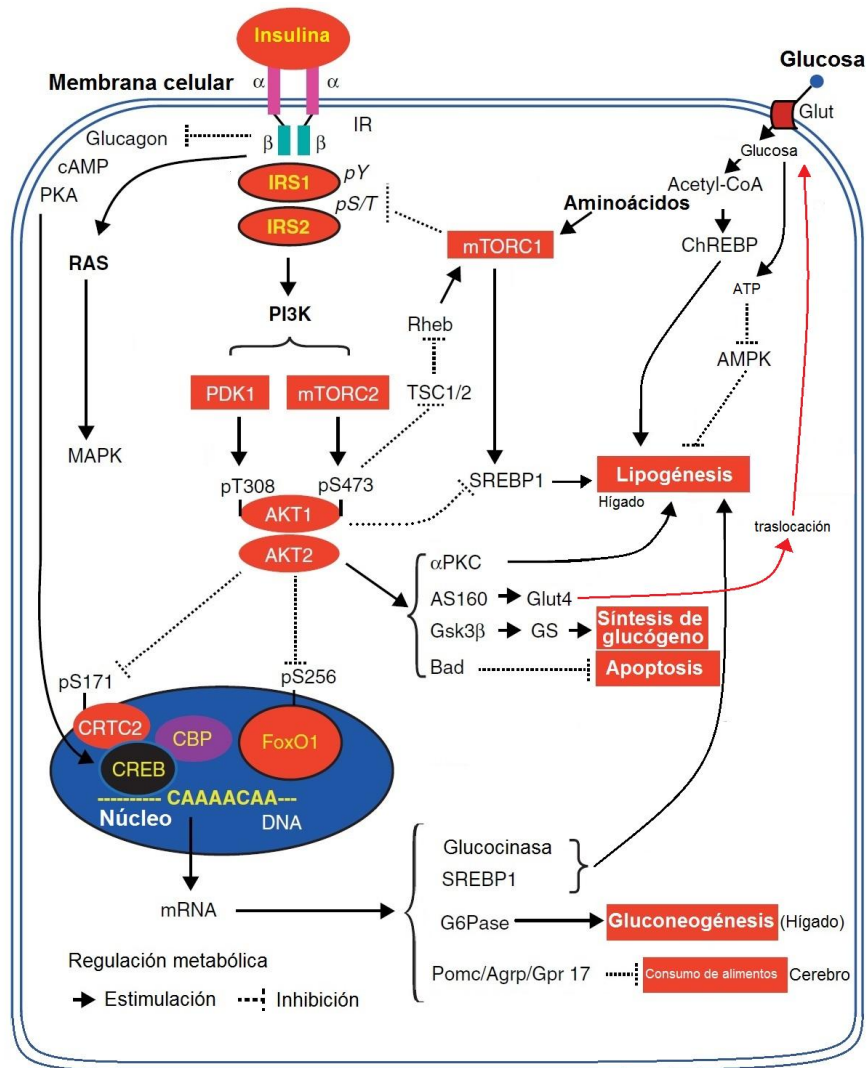 Insulina
Membrana celular
α
α
Glucosa
Glut
Glucagon
β
β
IR
cAMP
PKA
IRS1
pY
IRS2
pS/T
Glucosa
Acetyl-CoA
Aminoácidos
mTORC1
ChREBP
RAS
PI3K
Rheb
ATP
AMPK
PDK1
mTORC2
TSC1/2
MAPK
pT308
pS473
SREBP1
Lipogénesis
Hígado
AKT1
AKT2
traslocación
αPKC
AS160
Glut4
Gsk3β
GS
Síntesis de
glucógeno
Bad
Apoptosis
pS171
pS256
CRTC2
CBP
FoxO1
CREB
---------- CAAAACAA---
Núcleo
DNA
Glucocinasa
SREBP1
mRNA
G6Pase
Gluconeogénesis
(Hígado)
Regulación metabólica
Pomc/Agrp/Gpr 17
Consumo de alimentos
Cerebro
Estimulación
Inhibición